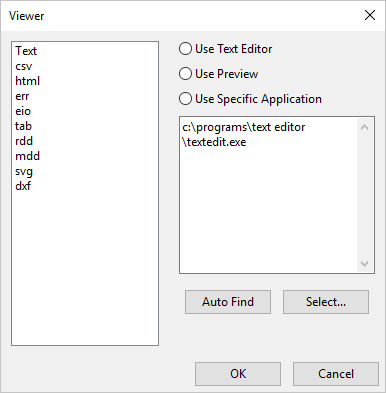 Viewer
Text
csv
html
err
eio
tab
rdd
mdd
svg
dxf
Use Text Editor
Use Preview
Use Specific Application
c:\programs\text editor
\textedit.exe
Auto Find
Select...
OK
Cancel